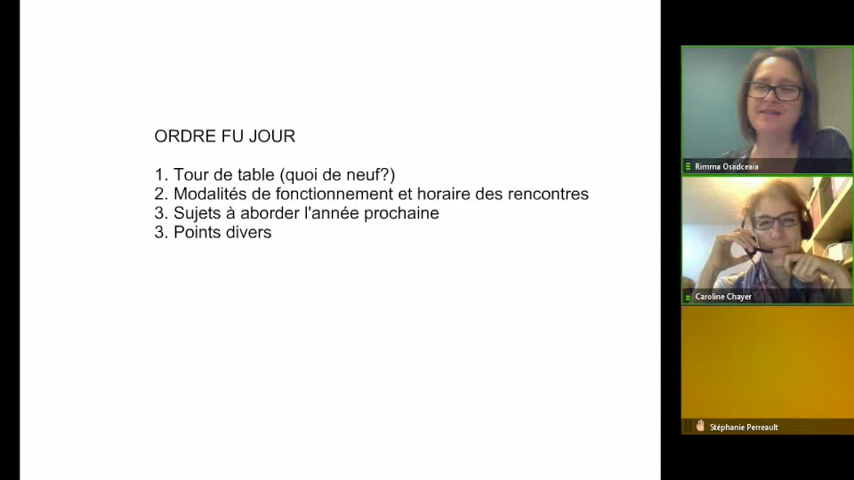 ORDRE FU JOUR
1. Tour de table (quoi de neuf?)
2. Modalités de fonctionnement et horaire des rencontres
3. Sujets à aborder l'année prochaine
3. Points divers
Rimma Osadceaia
Caroline Chayer
Stéphanie Perreault